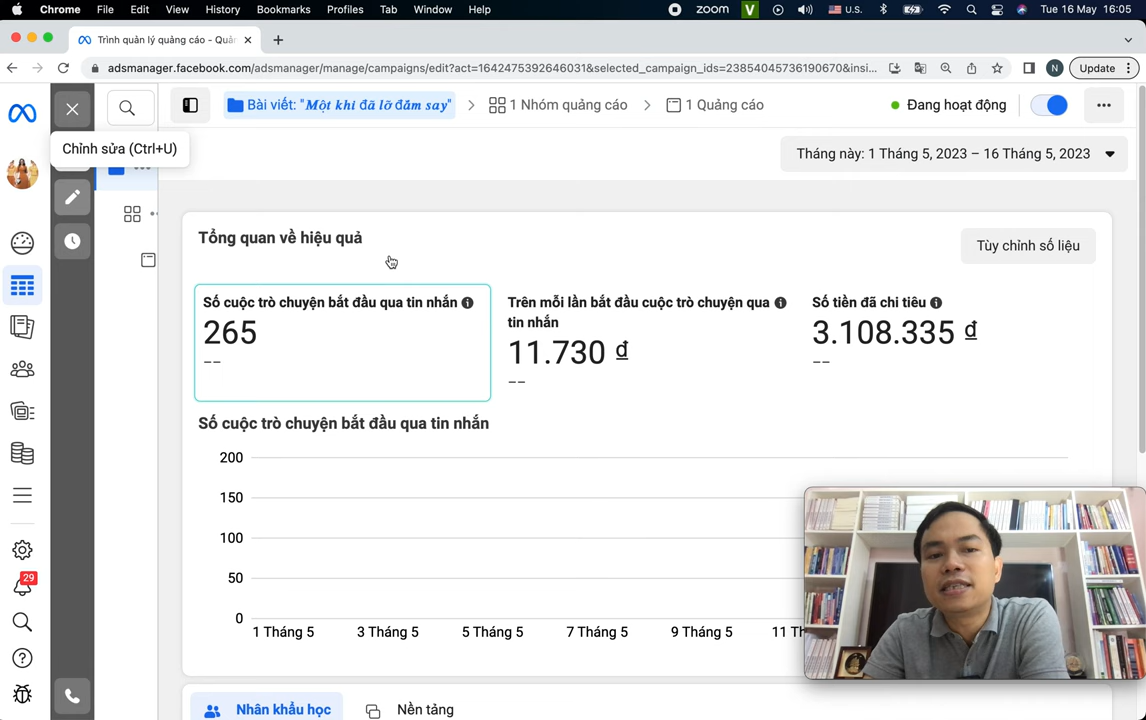 Chrome File Edit View History Bookmarks Profiles Tab Window Help zoom V U.S. Tue 16 May 16:05
Trình quản lý quảng cáo - Quả
adsmanager.facebook.com/adsmanager/manage/campaigns/edit?act=1642475392646031&selected_campaign_ids=23854045736190670&insi... N Update
Bài viết: "Một khi đã lỡ đắm say" 1 Nhóm quảng cáo 1 Quảng cáo Đang hoạt động
Chỉnh sửa (Ctrl+U)
Tháng này: 1 Tháng 5, 2023 – 16 Tháng 5, 2023
Tổng quan về hiệu quả
Tùy chỉnh số liệu
Số cuộc trò chuyện bắt đầu qua tin nhắn
265
––
Trên mỗi lần bắt đầu cuộc trò chuyện qua
tin nhắn
11.730 ₫
––
Số tiền đã chi tiêu
3.108.335 ₫
––
Số cuộc trò chuyện bắt đầu qua tin nhắn
200
150
100
50
0
1 Tháng 5 3 Tháng 5 5 Tháng 5 7 Tháng 5 9 Tháng 5 11 Th
29
Nhân khẩu học Nền tảng